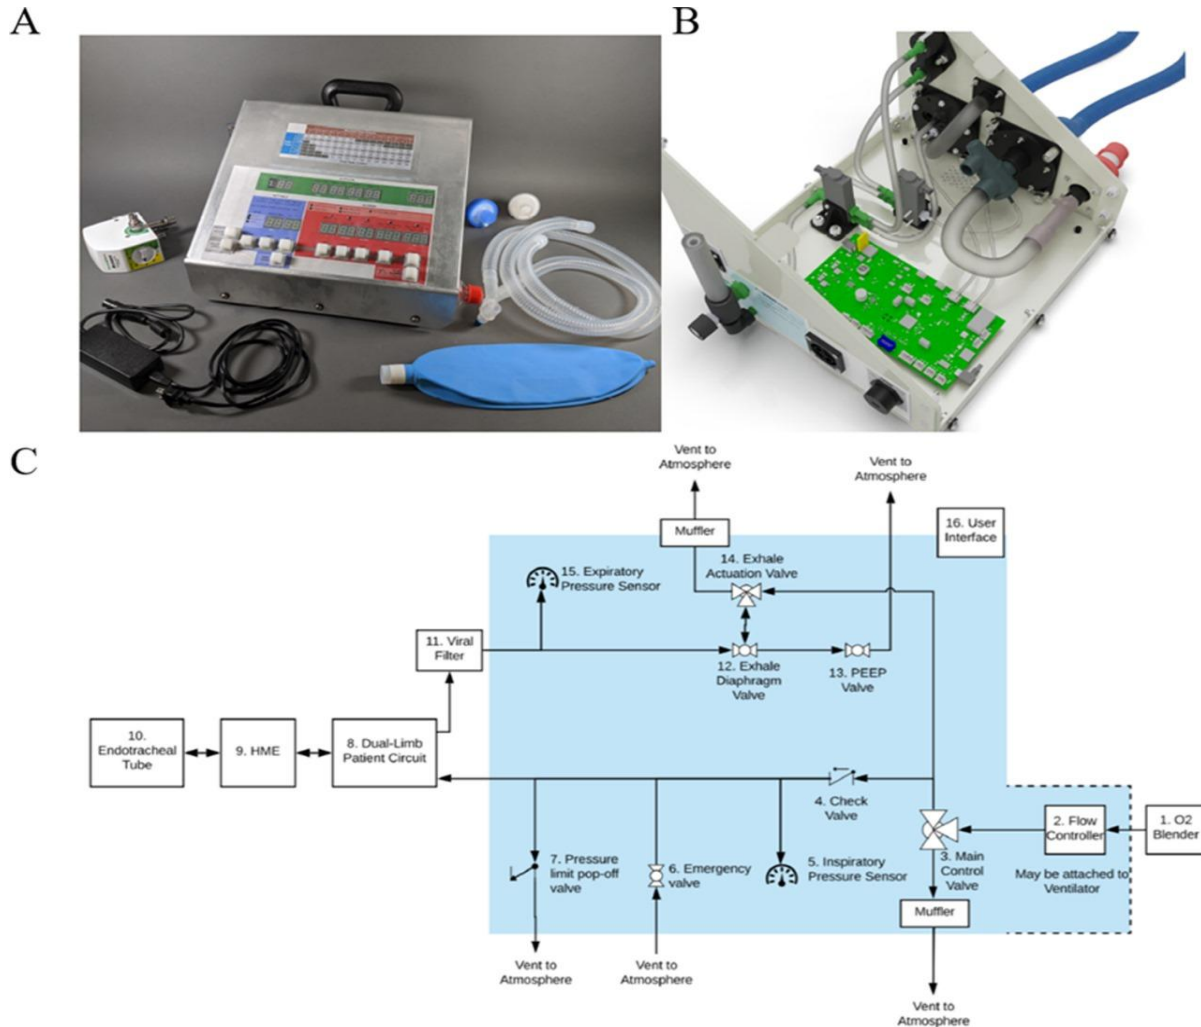 A
B
C
Vent to
Atmosphere
Vent to
Atmosphere
Muffler
16. User
Interface
14. Exhale
Actuation Valve
15. Expiratory
Pressure Sensor
11. Viral
Filter
12. Exhale
Diaphragm
Valve
13. PEEP
Valve
10.
Endotracheal
Tube
9. HME
8. Dual-Limb
Patient Circuit
4. Check
Valve
2. Flow
Controller
1. O2
Blender
7. Pressure
limit pop-off
valve
6. Emergency
valve
5. Inspiratory
Pressure Sensor
3. Main
Control
Valve
May be attached to
Ventilator
Muffler
Vent to
Atmosphere
Vent to
Atmosphere
Vent to
Atmosphere